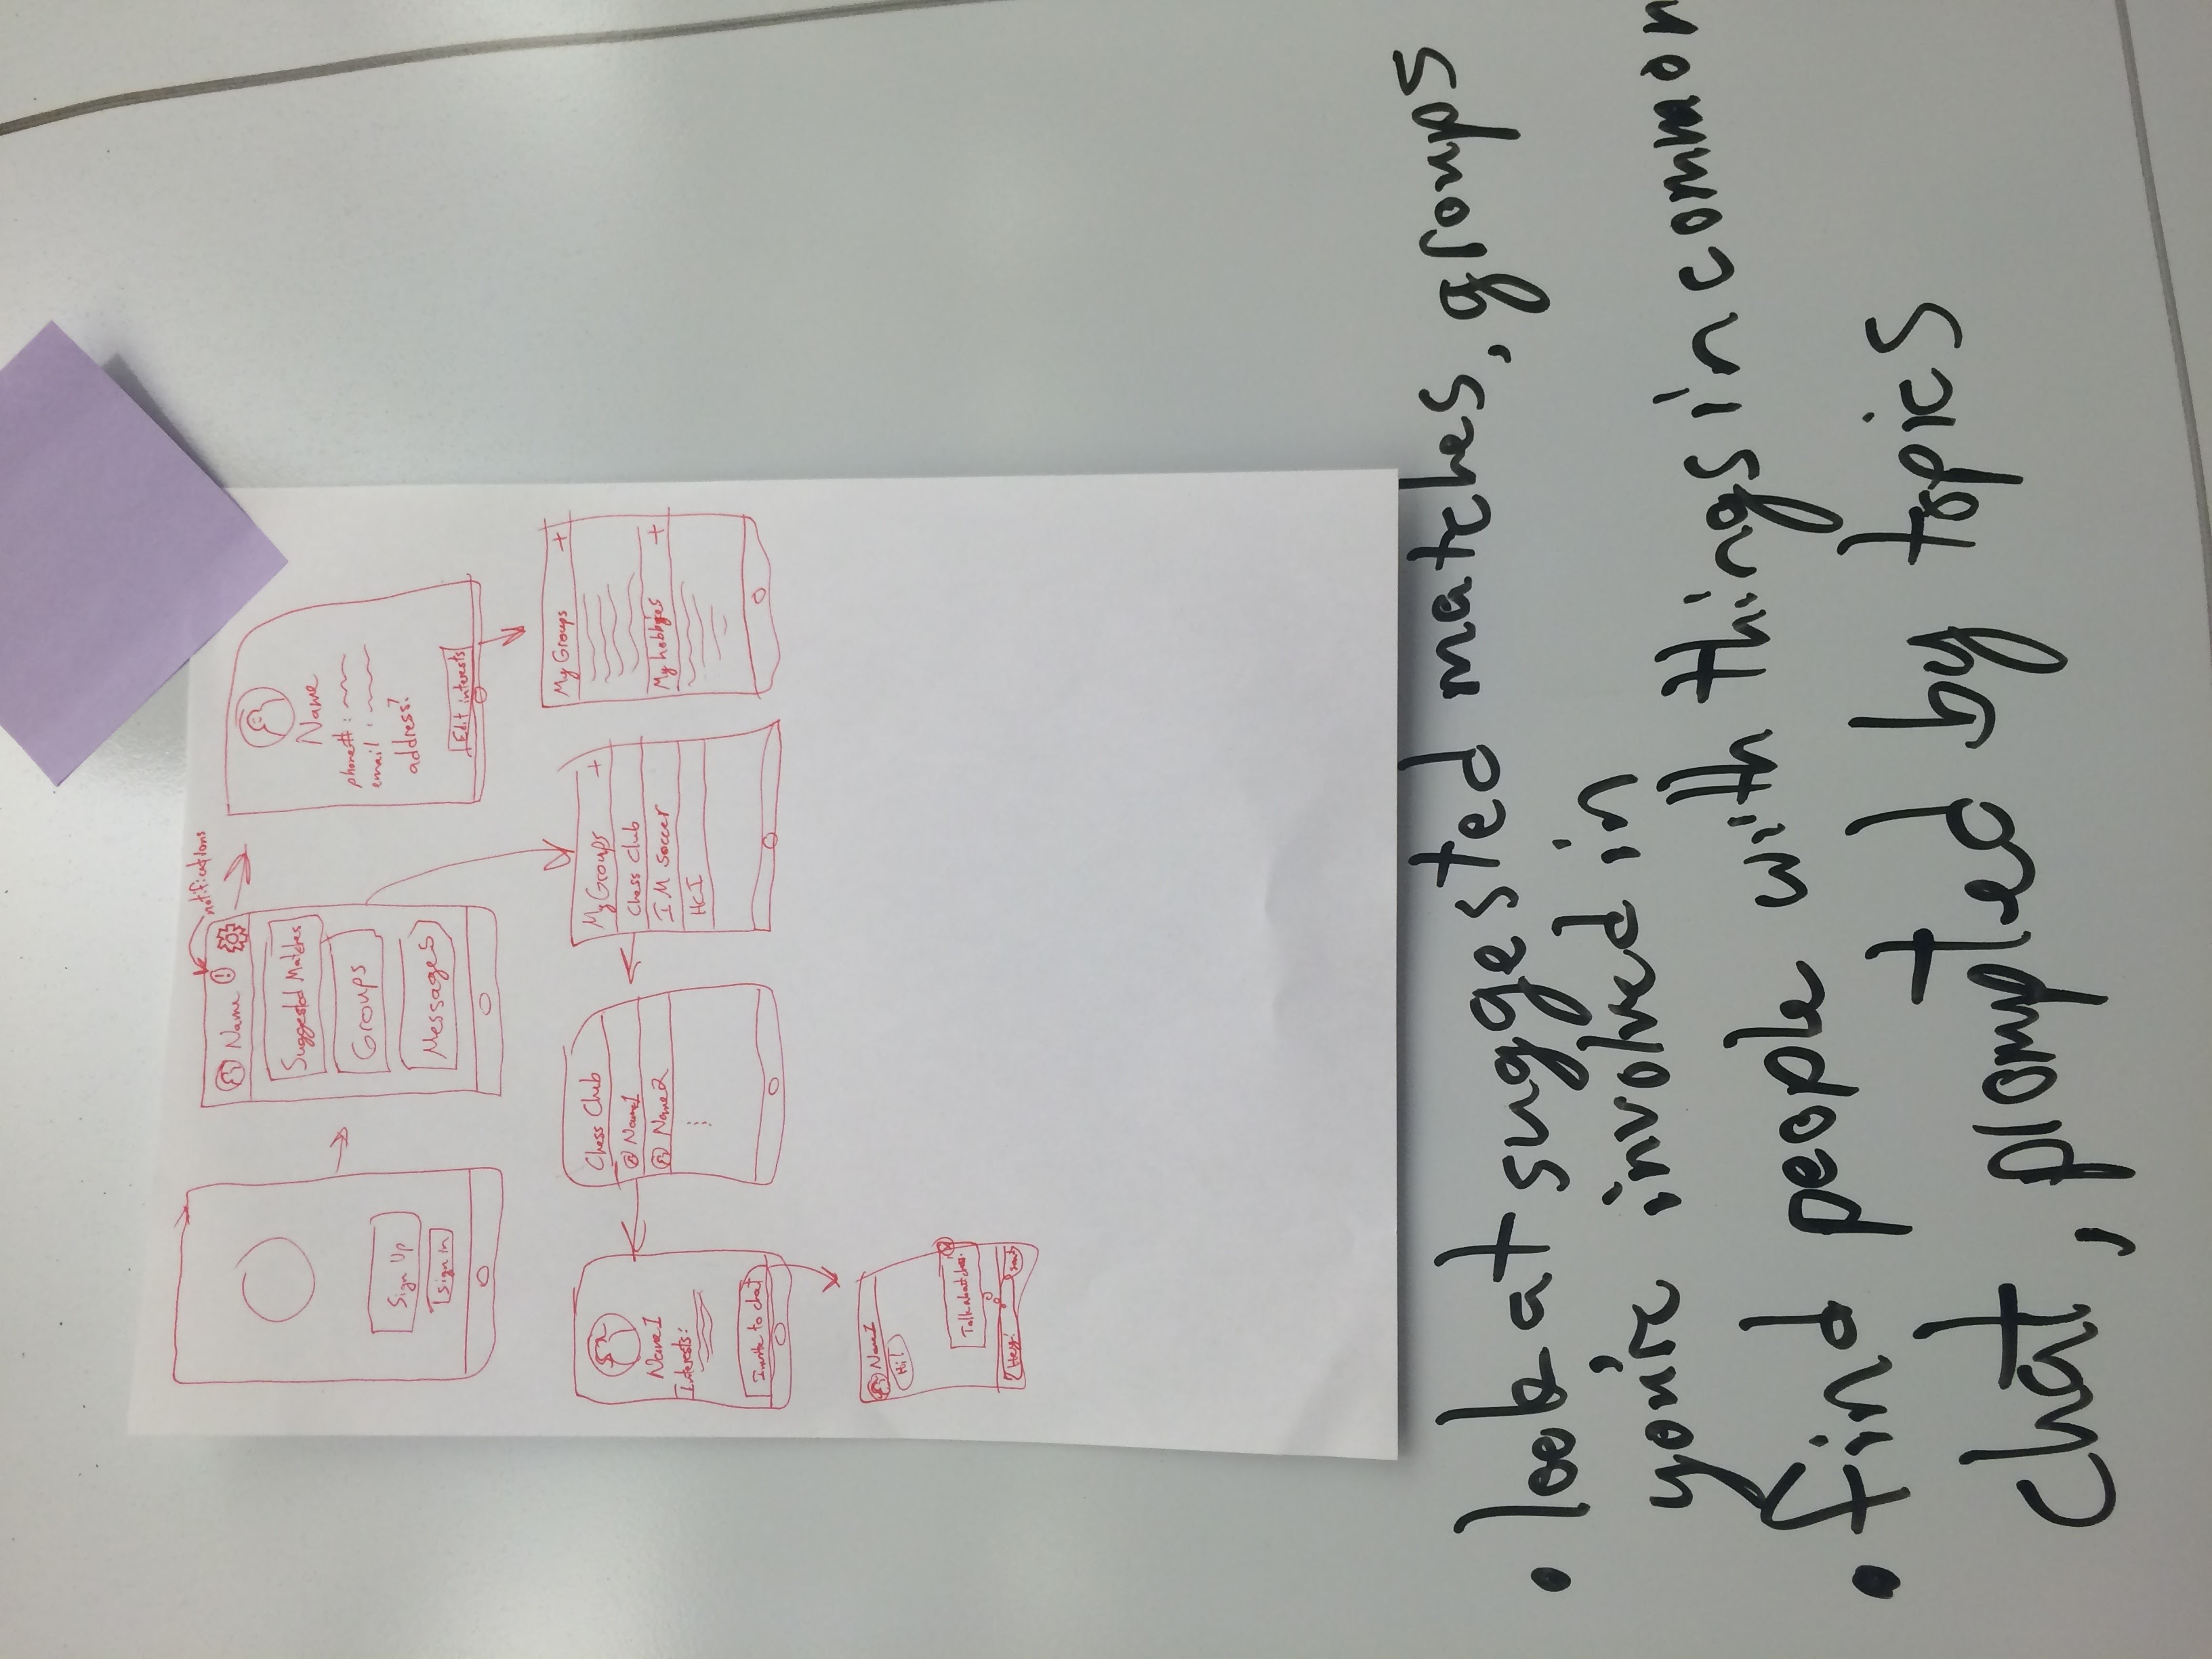 notifications
Name !
Suggested Matches
Groups
Messages
Sign Up
Sign in
Name
phone# :
email :
address?
Edit interests
My Groups +
My hobbies +
My Groups +
Chess Club
IM soccer
HCI
Chess Club
Name1
Name2
Name1
Interests:
Invite to chat
Name1
Hi!
Talk about chess!
Hey!
send
• look at suggested matches, groups
you're involved in
• find people with things in common
chat, prompted by topics